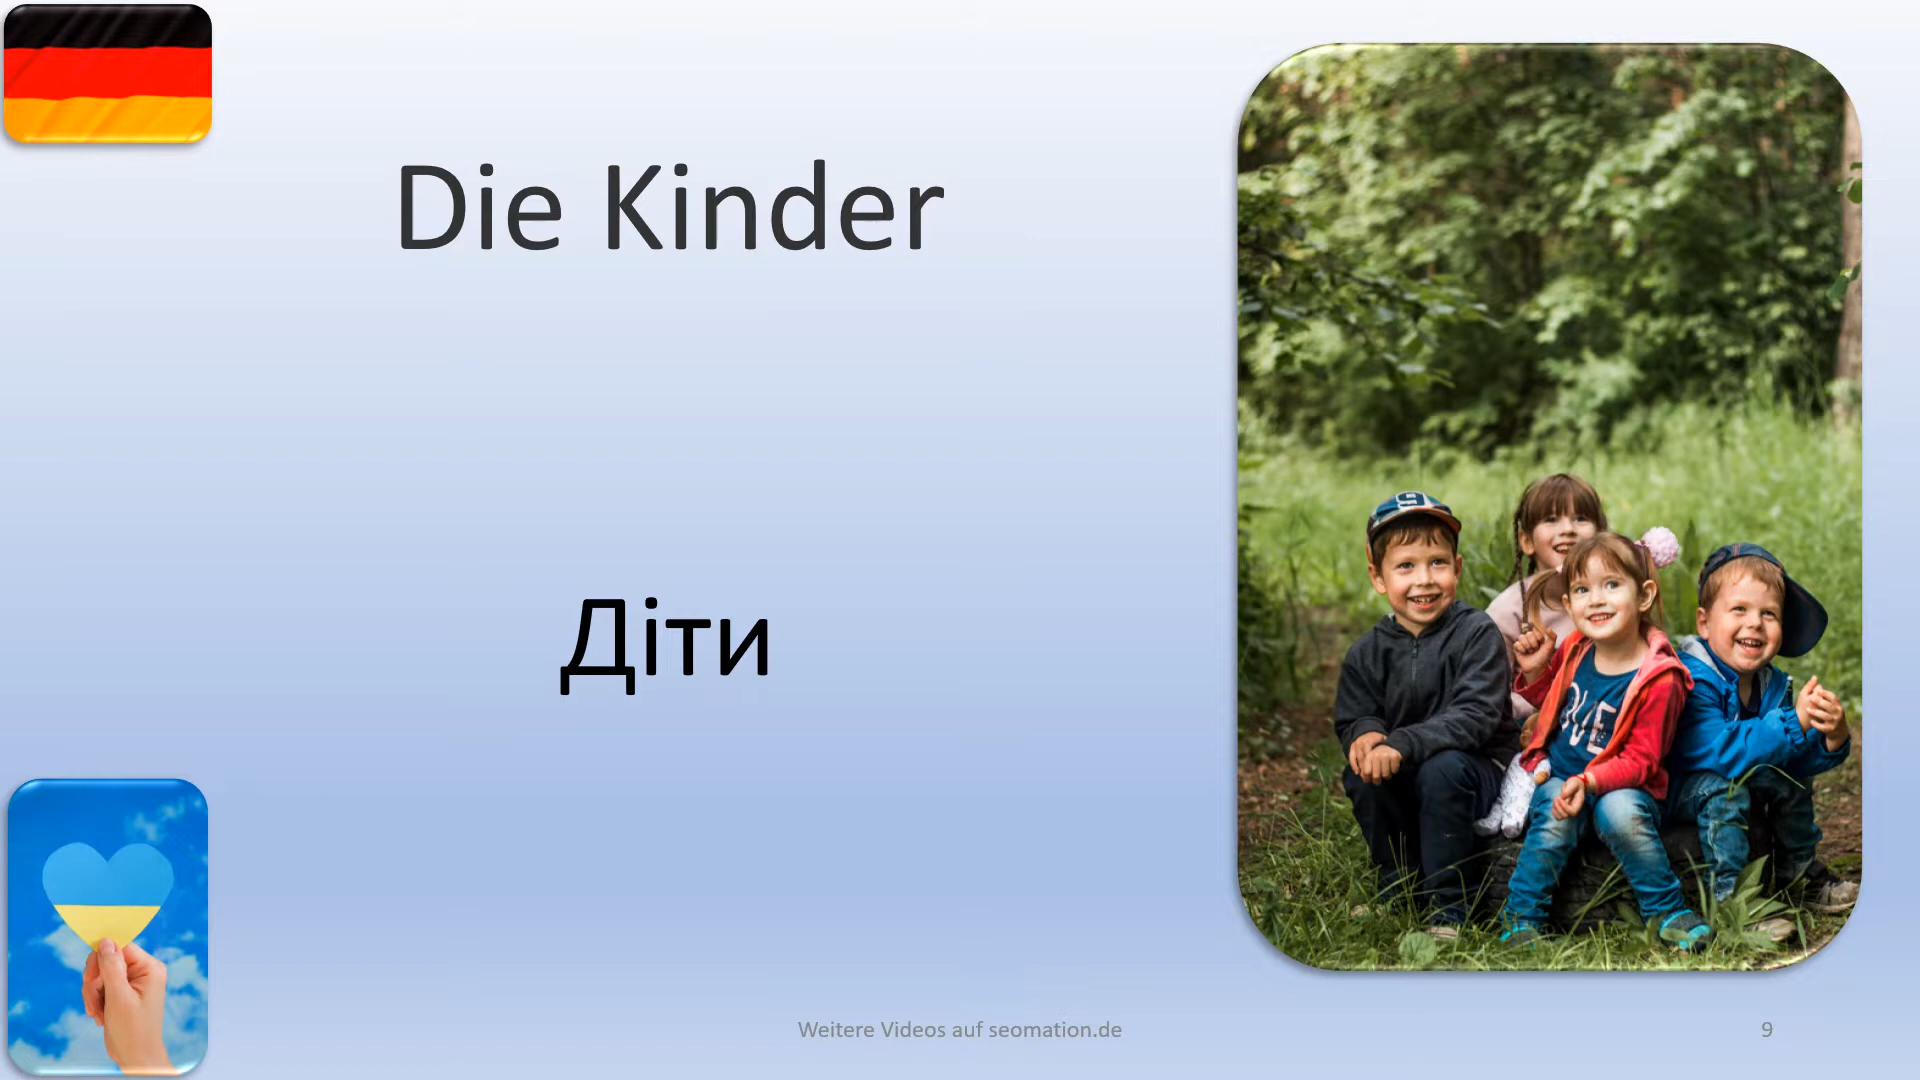 Die Kinder
Діти
Weitere Videos auf seomation.de
9